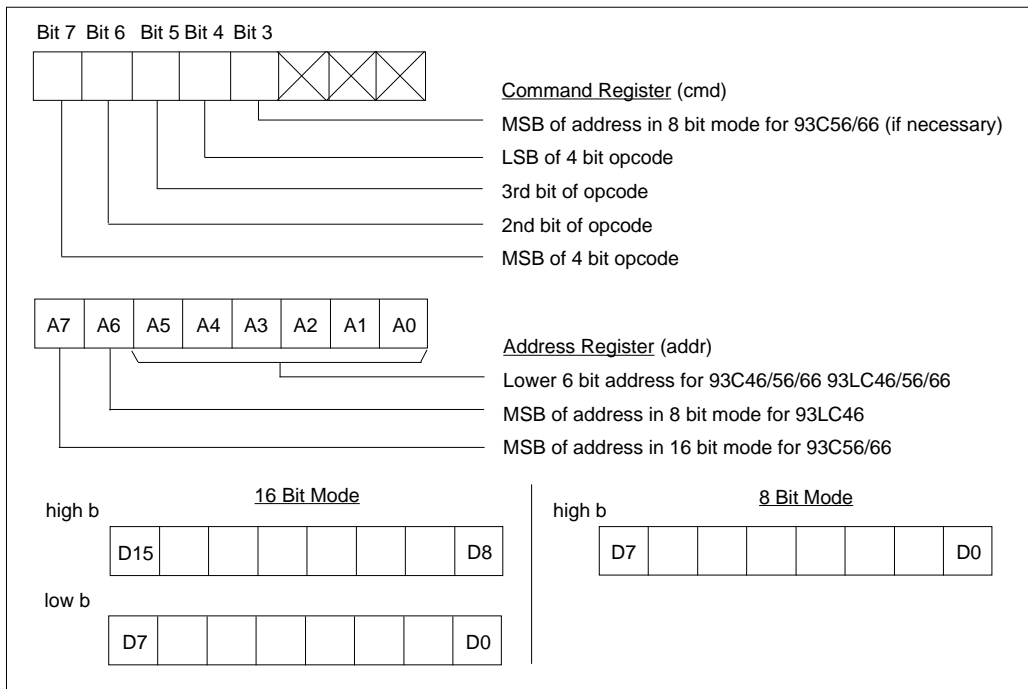 Bit 7 Bit 6 Bit 5 Bit 4 Bit 3
Command Register (cmd)
MSB of address in 8 bit mode for 93C56/66 (if necessary)
LSB of 4 bit opcode
3rd bit of opcode
2nd bit of opcode
MSB of 4 bit opcode
A7 A6 A5 A4 A3 A2 A1 A0
Address Register (addr)
Lower 6 bit address for 93C46/56/66 93LC46/56/66
MSB of address in 8 bit mode for 93LC46
MSB of address in 16 bit mode for 93C56/66
16 Bit Mode
high b
D15 D8
low b
D7 D0
8 Bit Mode
high b
D7 D0